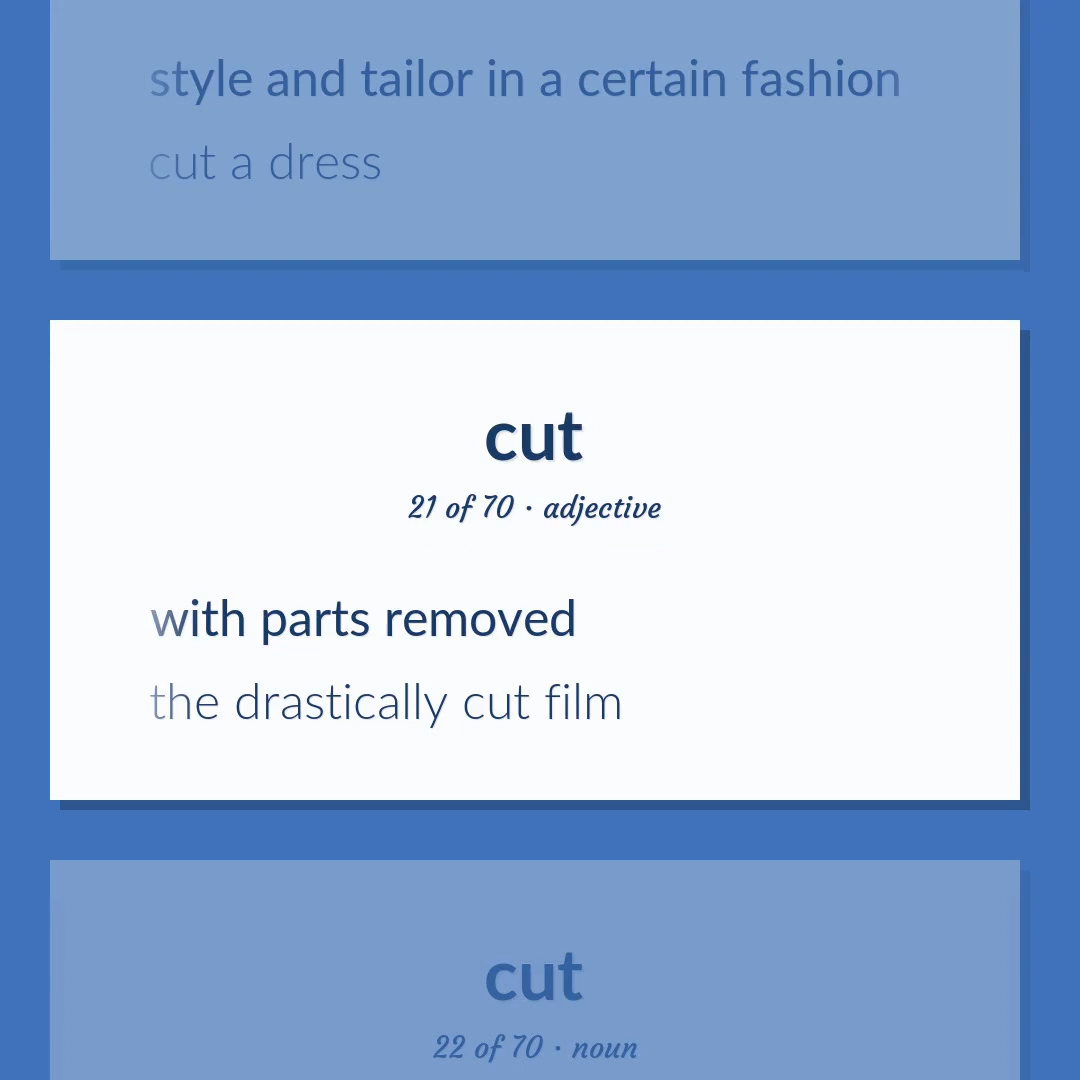 style and tailor in a certain fashion
cut a dress
cut
21 of 70 · adjective
with parts removed
the drastically cut film
cut
22 of 70 · noun